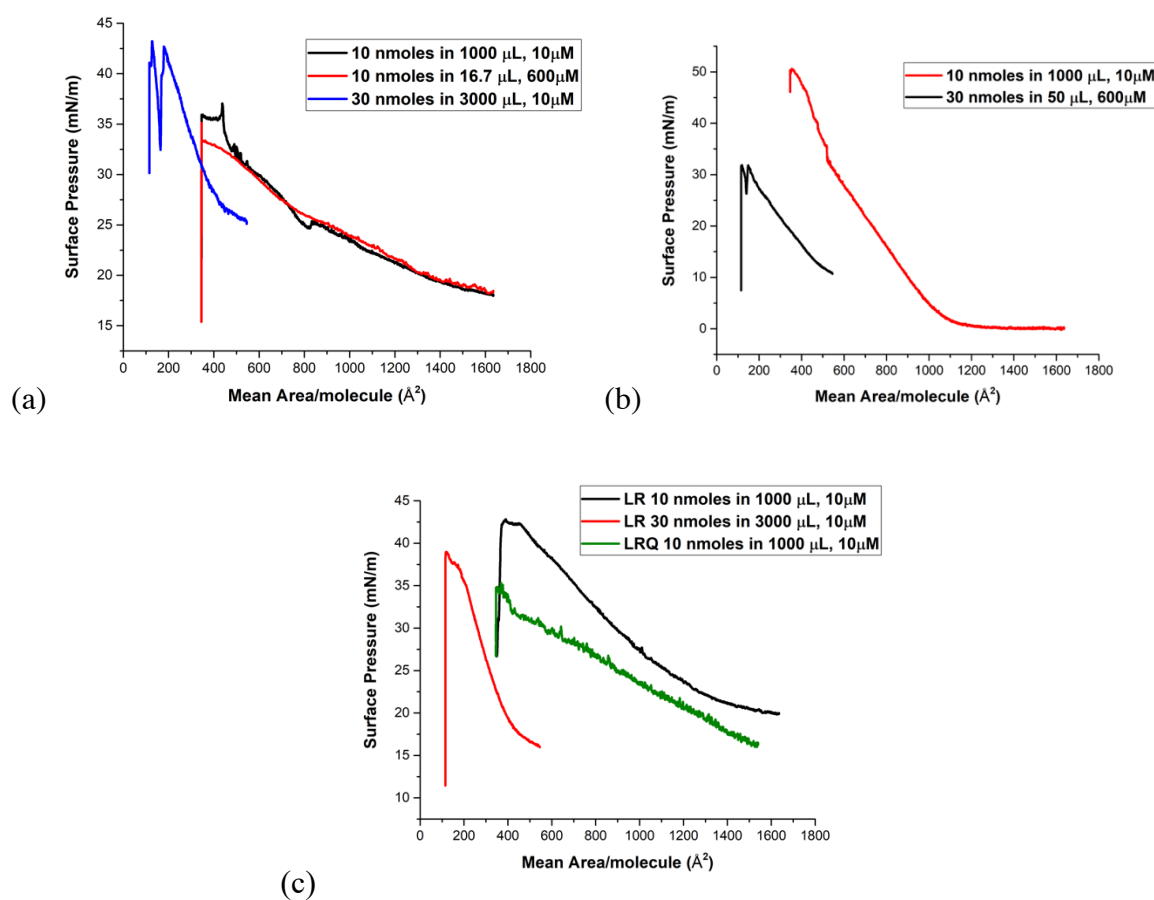 45
40
35
30
25
20
15
0 200 400 600 800 1000 1200 1400 1600 1800
Surface Pressure (mN/m)
Mean Area/molecule (Å²)
10 nmoles in 1000 μL, 10μM
10 nmoles in 16.7 μL, 600μM
30 nmoles in 3000 μL, 10μM
(a)
50
40
30
20
10
0
0 200 400 600 800 1000 1200 1400 1600 1800
Surface Pressure (mN/m)
Mean Area/molecule (Å²)
10 nmoles in 1000 μL, 10μM
30 nmoles in 50 μL, 600μM
(b)
45
40
35
30
25
20
15
10
0 200 400 600 800 1000 1200 1400 1600 1800
Surface Pressure (mN/m)
Mean Area/molecule (Å²)
LR 10 nmoles in 1000 μL, 10μM
LR 30 nmoles in 3000 μL, 10μM
LRQ 10 nmoles in 1000 μL, 10μM
(c)